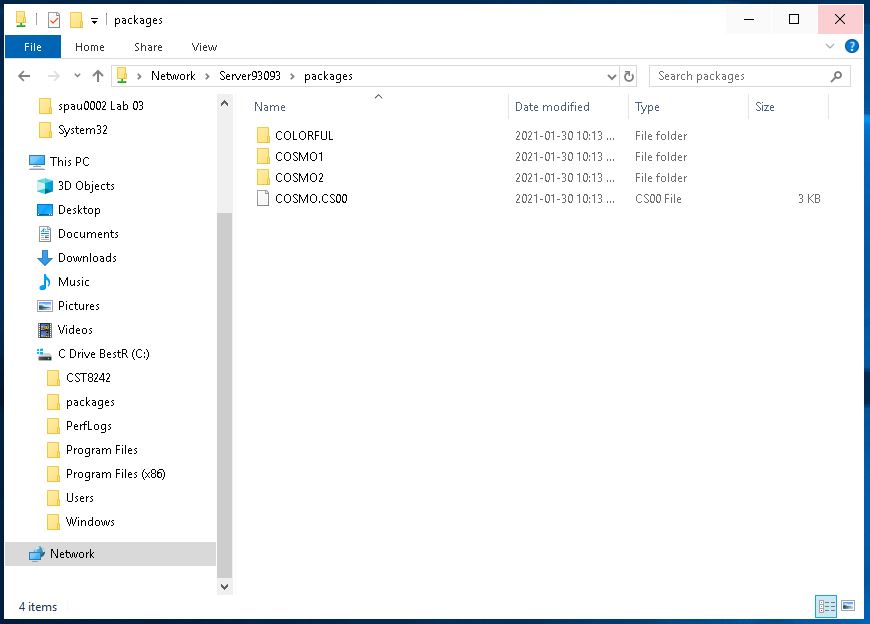 packages
File Home Share View
Network Server93093 packages
Search packages
spau0002 Lab 03
System32
This PC
3D Objects
Desktop
Documents
Downloads
Music
Pictures
Videos
C Drive BestR (C:)
CST8242
packages
PerfLogs
Program Files
Program Files (x86)
Users
Windows
Network
Name Date modified Type Size
COLORFUL 2021-01-30 10:13 ... File folder
COSMO1 2021-01-30 10:13 ... File folder
COSMO2 2021-01-30 10:13 ... File folder
COSMO.CS00 2021-01-30 10:13 ... CS00 File 3 KB
4 items